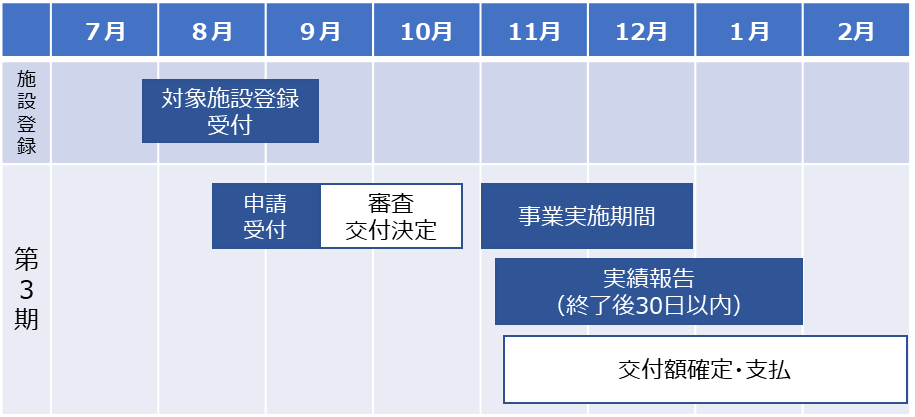 ７月 ８月 ９月 10月 11月 12月 １月 2月
施設登録
対象施設登録
受付
第3期
申請
受付
審査
交付決定
事業実施期間
実績報告
（終了後30日以内）
交付額確定･支払